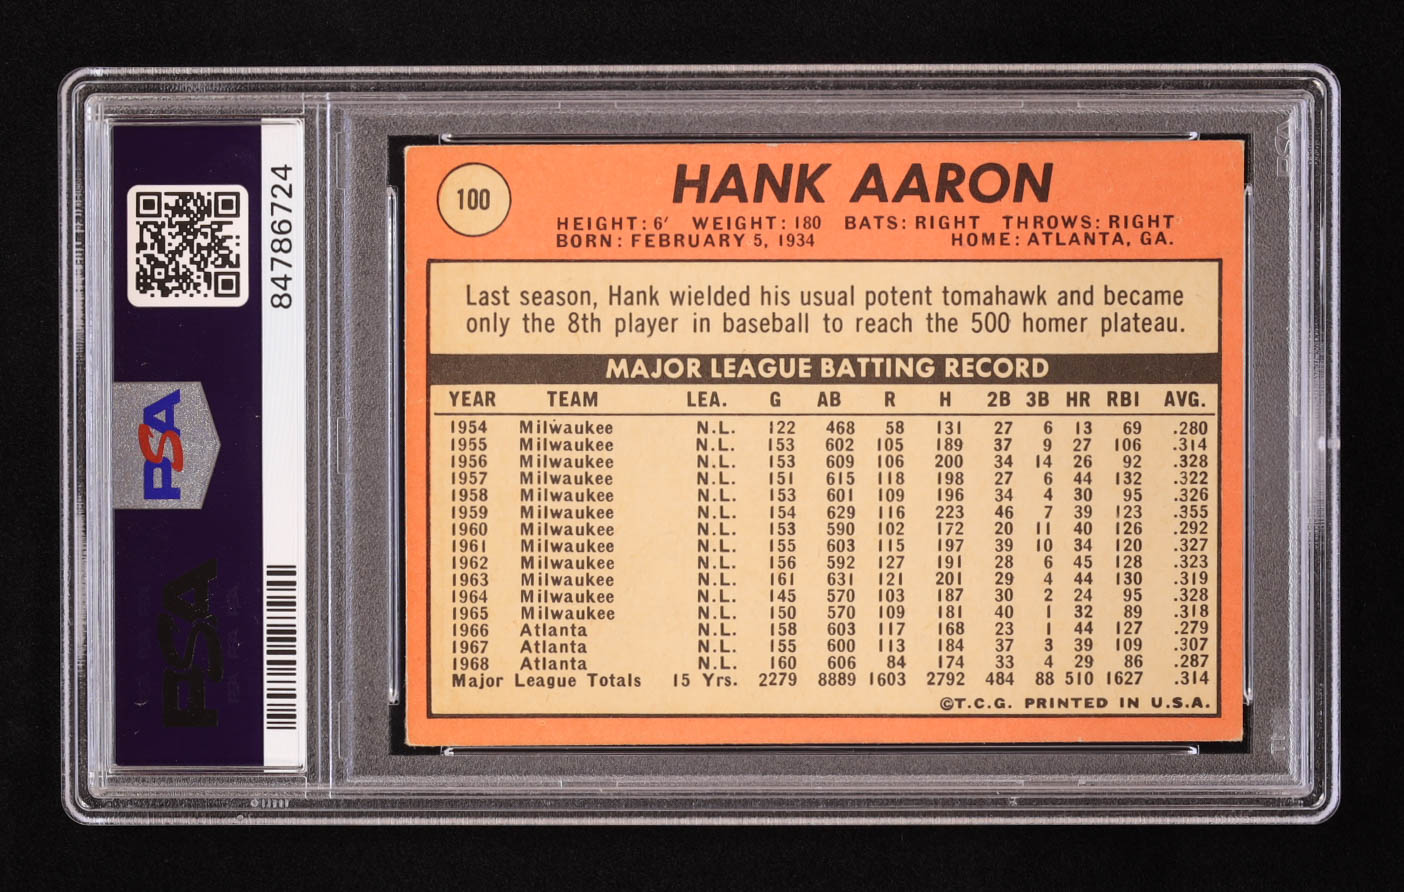 84786724
PSA
PSA
100
HANK AARON
HEIGHT: 6' WEIGHT: 180 BATS: RIGHT THROWS: RIGHT
BORN: FEBRUARY 5, 1934 HOME: ATLANTA, GA.
Last season, Hank wielded his usual potent tomahawk and became
only the 8th player in baseball to reach the 500 homer plateau.
MAJOR LEAGUE BATTING RECORD
YEAR TEAM LEA. G AB R H 2B 3B HR RBI AVG.
1954 Milwaukee N.L. 122 468 58 131 27 6 13 69 .280
1955 Milwaukee N.L. 153 602 105 189 37 9 27 106 .314
1956 Milwaukee N.L. 153 609 106 200 34 14 26 92 .328
1957 Milwaukee N.L. 151 615 118 198 27 6 44 132 .322
1958 Milwaukee N.L. 153 601 109 196 34 4 30 95 .326
1959 Milwaukee N.L. 154 629 116 223 46 7 39 123 .355
1960 Milwaukee N.L. 153 590 102 172 20 11 40 126 .292
1961 Milwaukee N.L. 155 603 115 197 39 10 34 120 .327
1962 Milwaukee N.L. 156 592 127 191 28 6 45 128 .323
1963 Milwaukee N.L. 161 631 121 201 29 4 44 130 .319
1964 Milwaukee N.L. 145 570 103 187 30 2 24 95 .328
1965 Milwaukee N.L. 150 570 109 181 40 1 32 89 .318
1966 Atlanta N.L. 158 603 117 168 23 1 44 127 .279
1967 Atlanta N.L. 155 600 113 184 37 3 39 109 .307
1968 Atlanta N.L. 160 606 84 174 33 4 29 86 .287
Major League Totals 15 Yrs. 2279 8889 1603 2792 484 88 510 1627 .314
©T.C.G. PRINTED IN U.S.A.